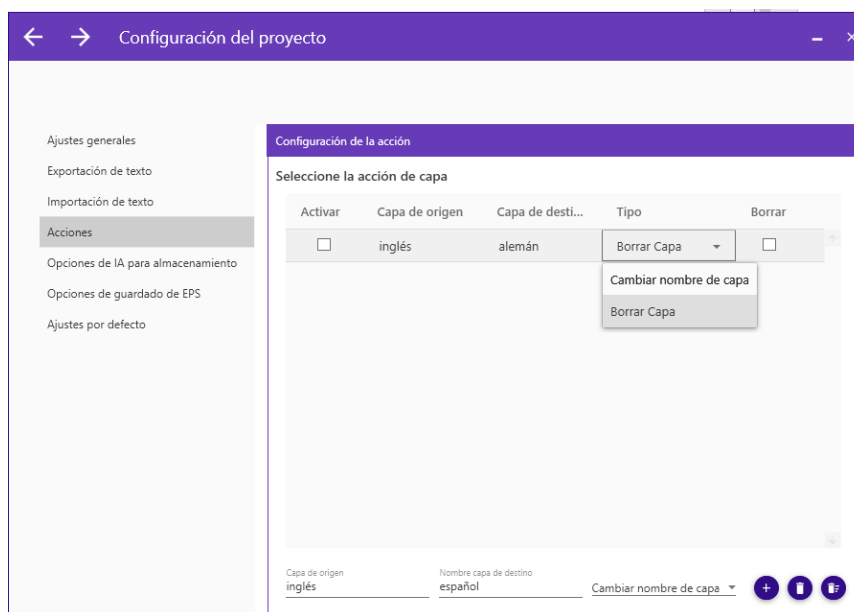 Configuración del proyecto
Ajustes generales
Exportación de texto
Importación de texto
Acciones
Opciones de IA para almacenamiento
Opciones de guardado de EPS
Ajustes por defecto
Configuración de la acción
Seleccione la acción de capa
Activar Capa de origen Capa de desti... Tipo Borrar
inglés alemán Borrar Capa
Cambiar nombre de capa
Borrar Capa
Capa de origen Nombre capa de destino
inglés español Cambiar nombre de capa